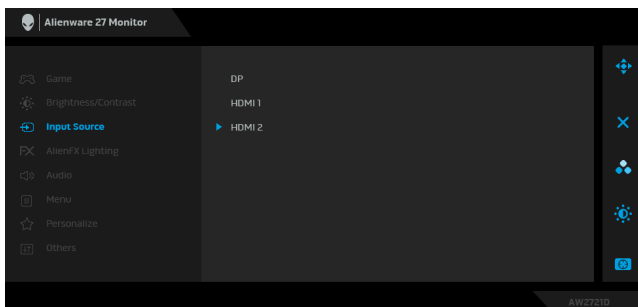 Alienware 27 Monitor
Game
DP
Brightness/Contrast
HDMI 1
Input Source
HDMI 2
AlienFX Lighting
Audio
Menu
Personalize
Others
AW2721D